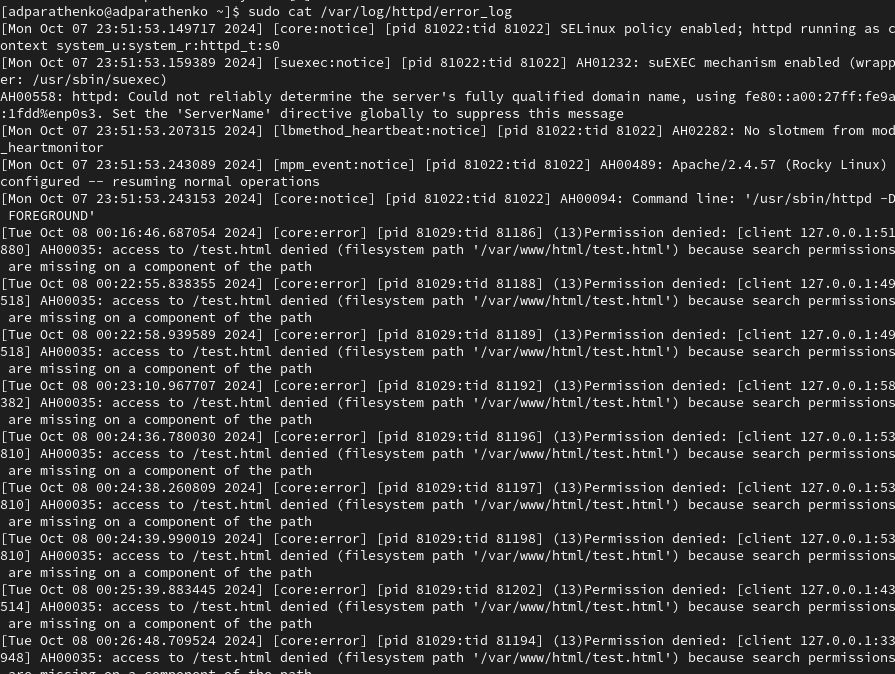 [adparathenko@adparathenko ~]$ sudo cat /var/log/httpd/error_log
[Mon Oct 07 23:51:53.149717 2024] [core:notice] [pid 81022:tid 81022] SELinux policy enabled; httpd running as c
ontext system_u:system_r:httpd_t:s0
[Mon Oct 07 23:51:53.159389 2024] [suexec:notice] [pid 81022:tid 81022] AH01232: suEXEC mechanism enabled (wrapp
er: /usr/sbin/suexec)
AH00558: httpd: Could not reliably determine the server's fully qualified domain name, using fe80::a00:27ff:fe9a
:1fdd%enp0s3. Set the 'ServerName' directive globally to suppress this message
[Mon Oct 07 23:51:53.207315 2024] [lbmethod_heartbeat:notice] [pid 81022:tid 81022] AH02282: No slotmem from mod
_heartmonitor
[Mon Oct 07 23:51:53.243089 2024] [mpm_event:notice] [pid 81022:tid 81022] AH00489: Apache/2.4.57 (Rocky Linux)
configured -- resuming normal operations
[Mon Oct 07 23:51:53.243153 2024] [core:notice] [pid 81022:tid 81022] AH00094: Command line: '/usr/sbin/httpd -D
 FOREGROUND'
[Tue Oct 08 00:16:46.687054 2024] [core:error] [pid 81029:tid 81186] (13)Permission denied: [client 127.0.0.1:51
880] AH00035: access to /test.html denied (filesystem path '/var/www/html/test.html') because search permissions
 are missing on a component of the path
[Tue Oct 08 00:22:55.838355 2024] [core:error] [pid 81029:tid 81188] (13)Permission denied: [client 127.0.0.1:49
518] AH00035: access to /test.html denied (filesystem path '/var/www/html/test.html') because search permissions
 are missing on a component of the path
[Tue Oct 08 00:22:58.939589 2024] [core:error] [pid 81029:tid 81189] (13)Permission denied: [client 127.0.0.1:49
518] AH00035: access to /test.html denied (filesystem path '/var/www/html/test.html') because search permissions
 are missing on a component of the path
[Tue Oct 08 00:23:10.967707 2024] [core:error] [pid 81029:tid 81192] (13)Permission denied: [client 127.0.0.1:58
382] AH00035: access to /test.html denied (filesystem path '/var/www/html/test.html') because search permissions
 are missing on a component of the path
[Tue Oct 08 00:24:36.780030 2024] [core:error] [pid 81029:tid 81196] (13)Permission denied: [client 127.0.0.1:53
810] AH00035: access to /test.html denied (filesystem path '/var/www/html/test.html') because search permissions
 are missing on a component of the path
[Tue Oct 08 00:24:38.260809 2024] [core:error] [pid 81029:tid 81197] (13)Permission denied: [client 127.0.0.1:53
810] AH00035: access to /test.html denied (filesystem path '/var/www/html/test.html') because search permissions
 are missing on a component of the path
[Tue Oct 08 00:24:39.990019 2024] [core:error] [pid 81029:tid 81198] (13)Permission denied: [client 127.0.0.1:53
810] AH00035: access to /test.html denied (filesystem path '/var/www/html/test.html') because search permissions
 are missing on a component of the path
[Tue Oct 08 00:25:39.883445 2024] [core:error] [pid 81029:tid 81202] (13)Permission denied: [client 127.0.0.1:43
514] AH00035: access to /test.html denied (filesystem path '/var/www/html/test.html') because search permissions
 are missing on a component of the path
[Tue Oct 08 00:26:48.709524 2024] [core:error] [pid 81029:tid 81194] (13)Permission denied: [client 127.0.0.1:33
948] AH00035: access to /test.html denied (filesystem path '/var/www/html/test.html') because search permissions
 are missing on a component of the path